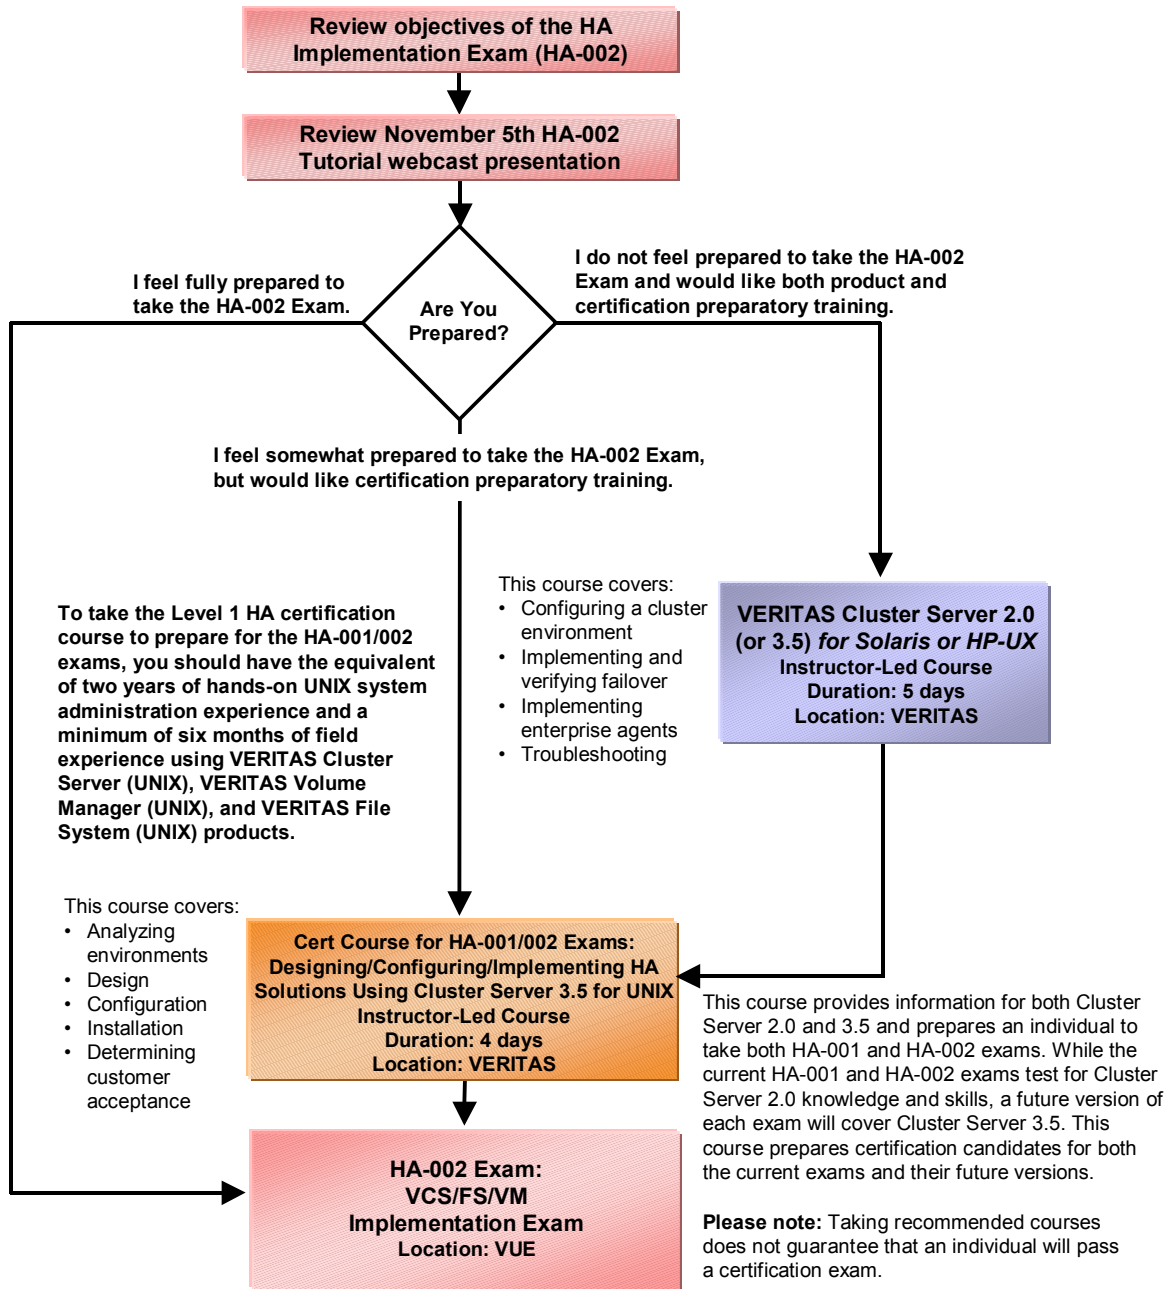 Review objectives of the HA
Implementation Exam (HA-002)
Review November 5th HA-002
Tutorial webcast presentation
I feel fully prepared to
take the HA-002 Exam.
Are You
Prepared?
I do not feel prepared to take the HA-002
Exam and would like both product and
certification preparatory training.
I feel somewhat prepared to take the HA-002 Exam,
but would like certification preparatory training.
To take the Level 1 HA certification
course to prepare for the HA-001/002
exams, you should have the equivalent
of two years of hands-on UNIX system
administration experience and a
minimum of six months of field
experience using VERITAS Cluster
Server (UNIX), VERITAS Volume
Manager (UNIX), and VERITAS File
System (UNIX) products.
This course covers:
• Configuring a cluster
environment
• Implementing and
verifying failover
• Implementing
enterprise agents
• Troubleshooting
VERITAS Cluster Server 2.0
(or 3.5) for Solaris or HP-UX
Instructor-Led Course
Duration: 5 days
Location: VERITAS
This course covers:
• Analyzing
environments
• Design
• Configuration
• Installation
• Determining
customer
acceptance
Cert Course for HA-001/002 Exams:
Designing/Configuring/Implementing HA
Solutions Using Cluster Server 3.5 for UNIX
Instructor-Led Course
Duration: 4 days
Location: VERITAS
This course provides information for both Cluster
Server 2.0 and 3.5 and prepares an individual to
take both HA-001 and HA-002 exams. While the
current HA-001 and HA-002 exams test for Cluster
Server 2.0 knowledge and skills, a future version of
each exam will cover Cluster Server 3.5. This
course prepares certification candidates for both
the current exams and their future versions.
HA-002 Exam:
VCS/FS/VM
Implementation Exam
Location: VUE
Please note: Taking recommended courses
does not guarantee that an individual will pass
a certification exam.